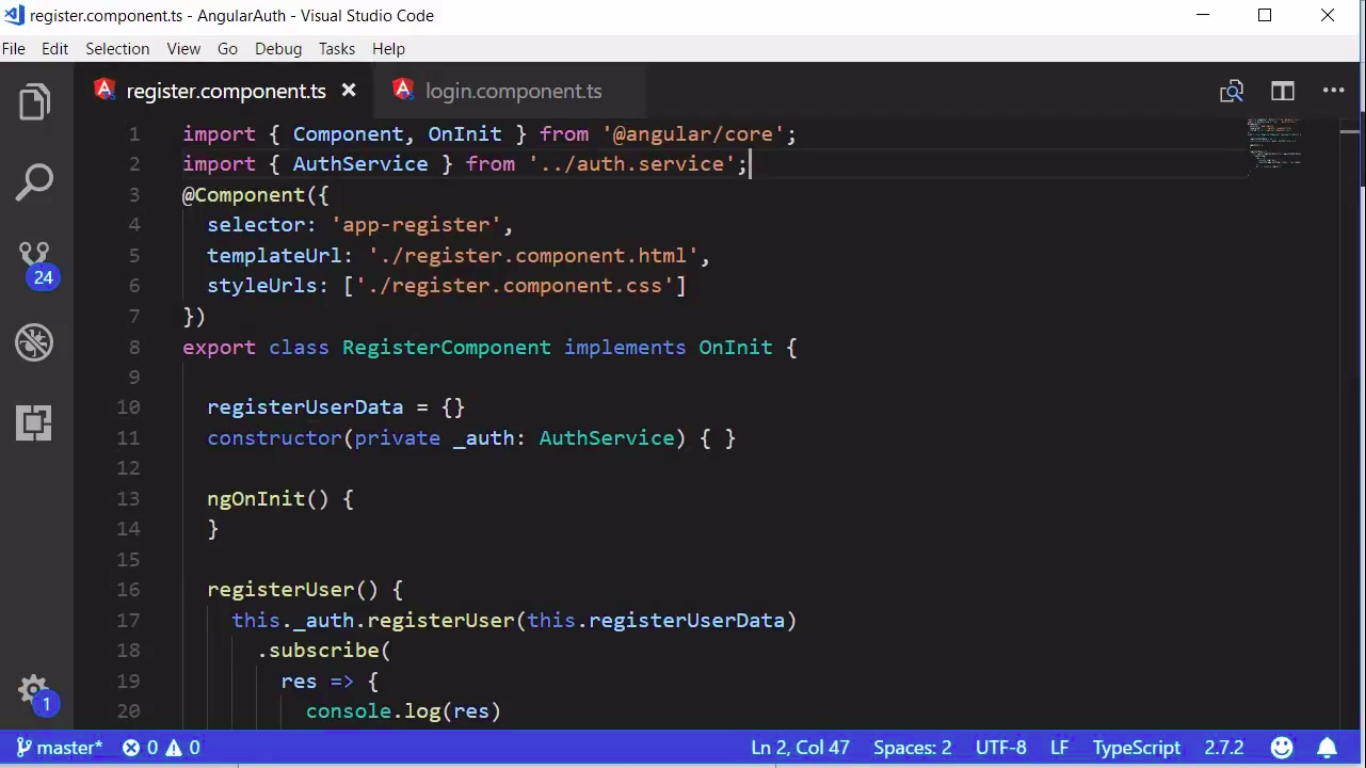 register.component.ts - AngularAuth - Visual Studio Code
File Edit Selection View Go Debug Tasks Help
register.component.ts login.component.ts
1 import { Component, OnInit } from '@angular/core';
2 import { AuthService } from '../auth.service';
3 @Component({
4 selector: 'app-register',
5 templateUrl: './register.component.html',
6 styleUrls: ['./register.component.css']
7 })
8 export class RegisterComponent implements OnInit {
9
10 registerUserData = {}
11 constructor(private _auth: AuthService) { }
12
13 ngOnInit() {
14 }
15
16 registerUser() {
17 this._auth.registerUser(this.registerUserData)
18 .subscribe(
19 res => {
20 console.log(res)
24
1
master* 0 0 Ln 2, Col 47 Spaces: 2 UTF-8 LF TypeScript 2.7.2